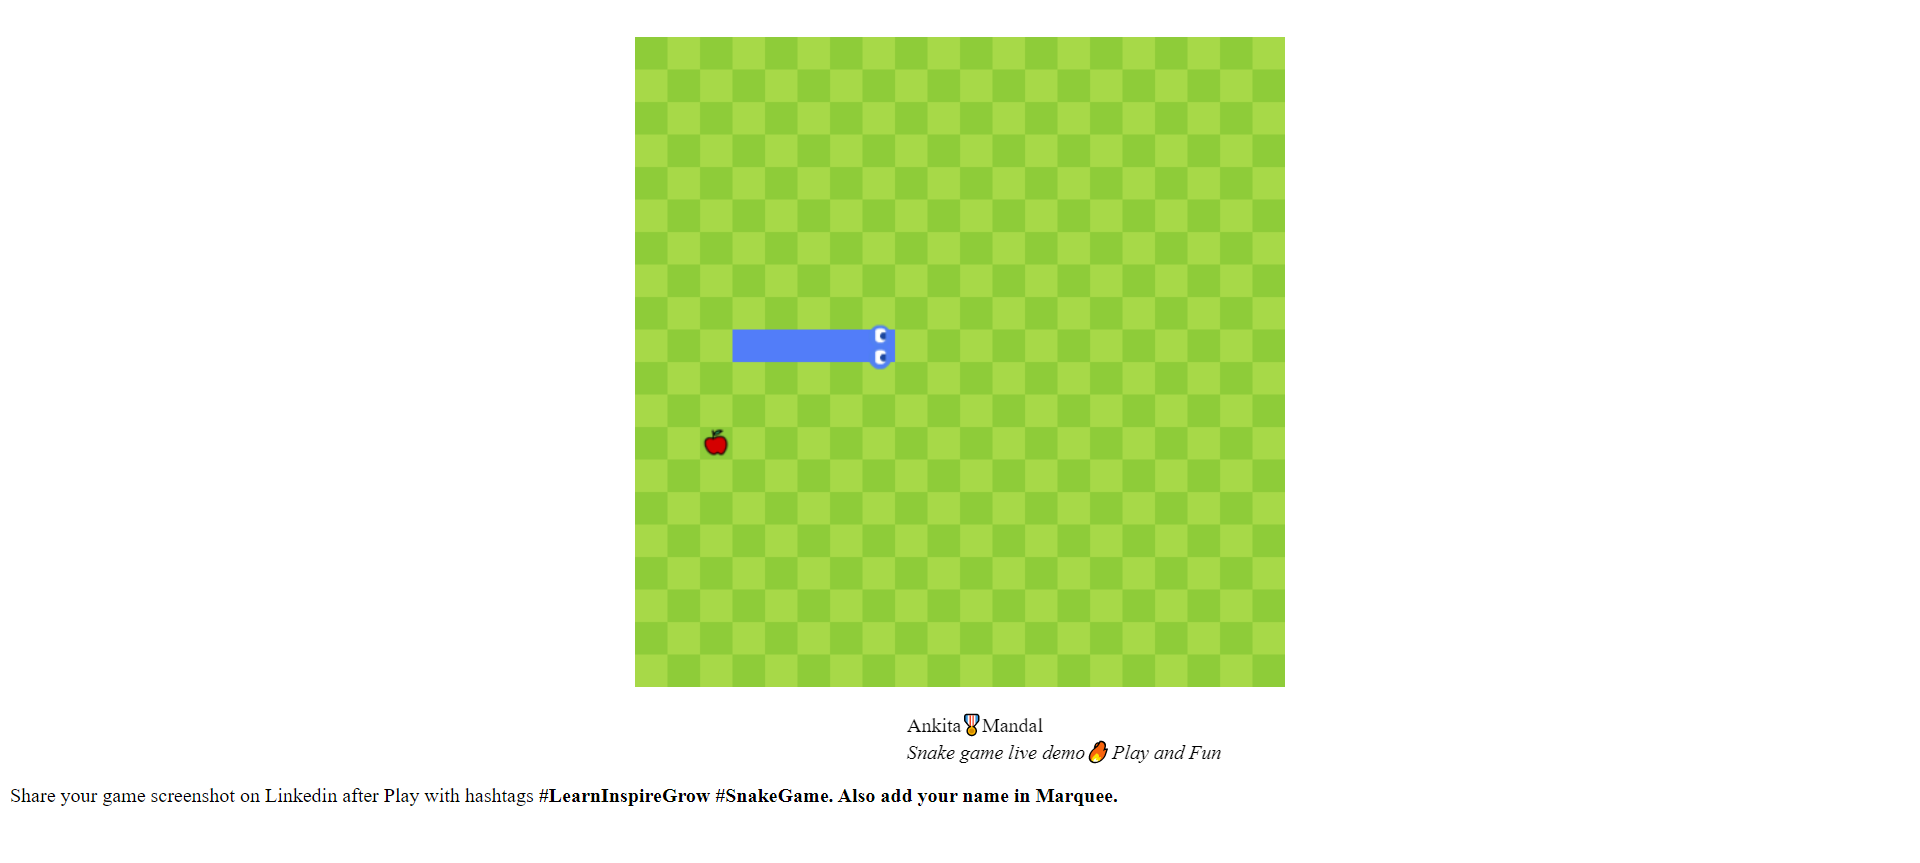 Ankita🎖Mandal
Snake game live demo🔥Play and Fun
Share your game screenshot on Linkedin after Play with hashtags #LearnInspireGrow #SnakeGame. Also add your name in Marquee.